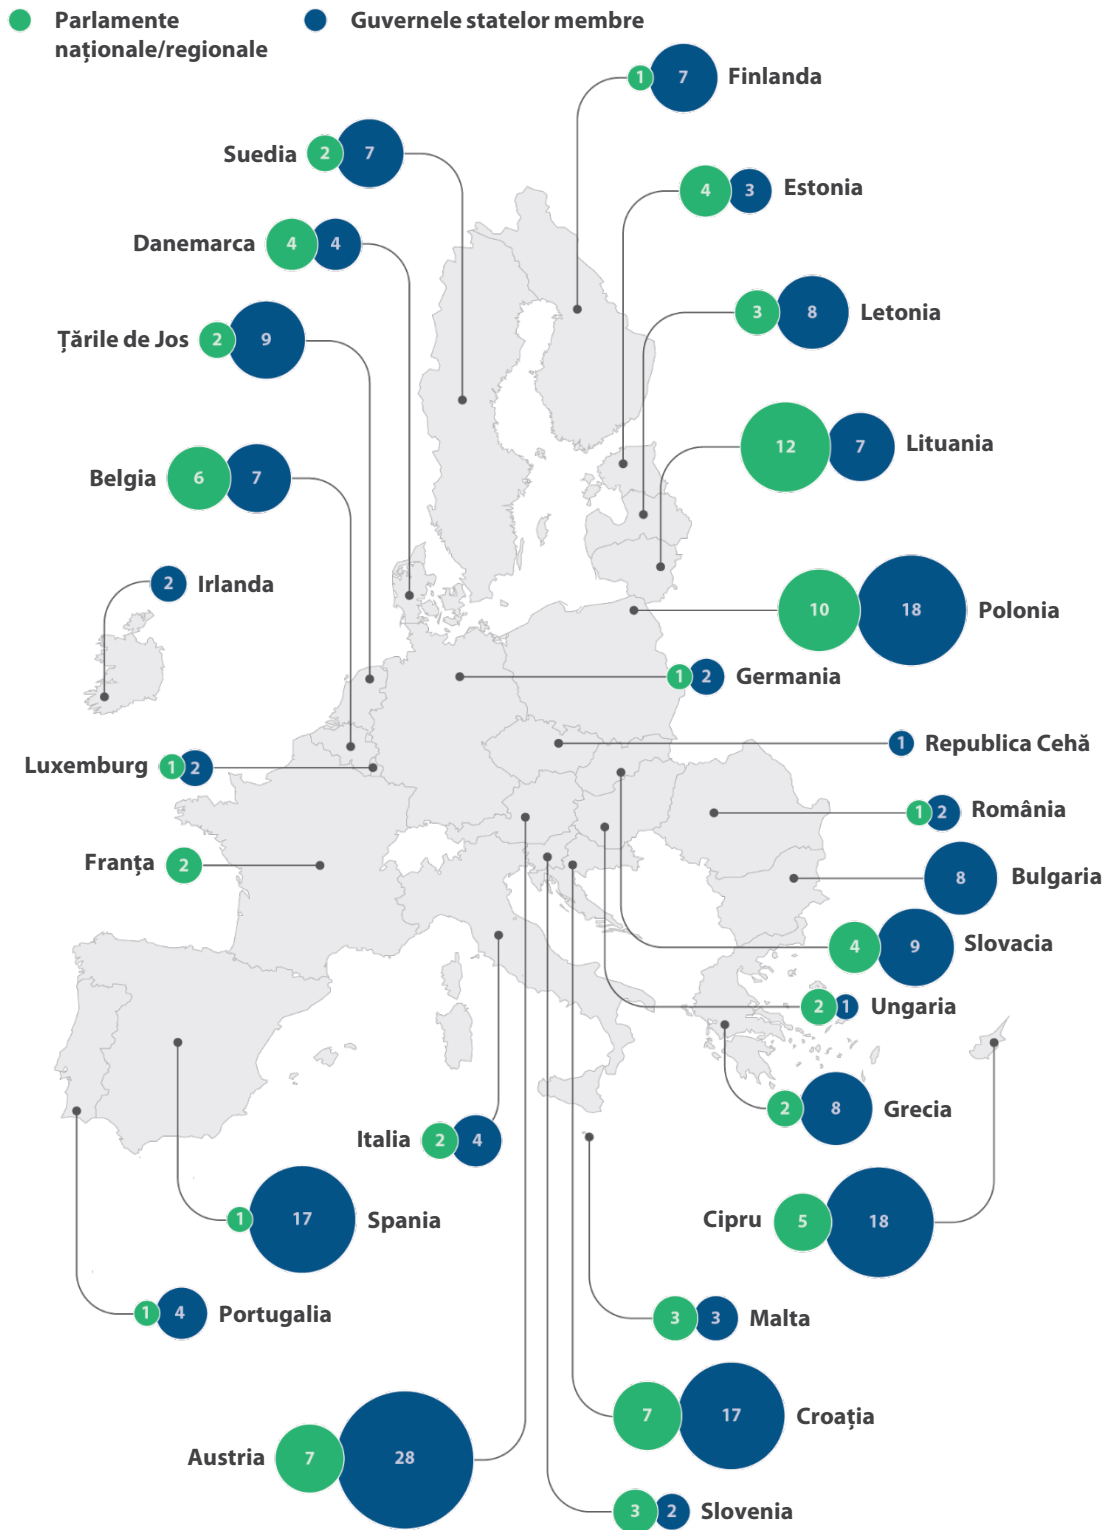 Parlamente
naționale/regionale
Guvernele statelor membre
1 7 Finlanda
Suedia 2 7
4 3 Estonia
Danemarca 4 4
3 8 Letonia
Țările de Jos 2 9
12 7 Lituania
Belgia 6 7
2 Irlanda
10 18 Polonia
1 2 Germania
1 Republica Cehă
Luxemburg 1 2
1 2 România
Franța 2
8 Bulgaria
4 9 Slovacia
2 1 Ungaria
2 8 Grecia
Italia 2 4
1 17 Spania
Cipru 5 18
1 4 Portugalia
3 3 Malta
7 17 Croația
Austria 7 28
3 2 Slovenia